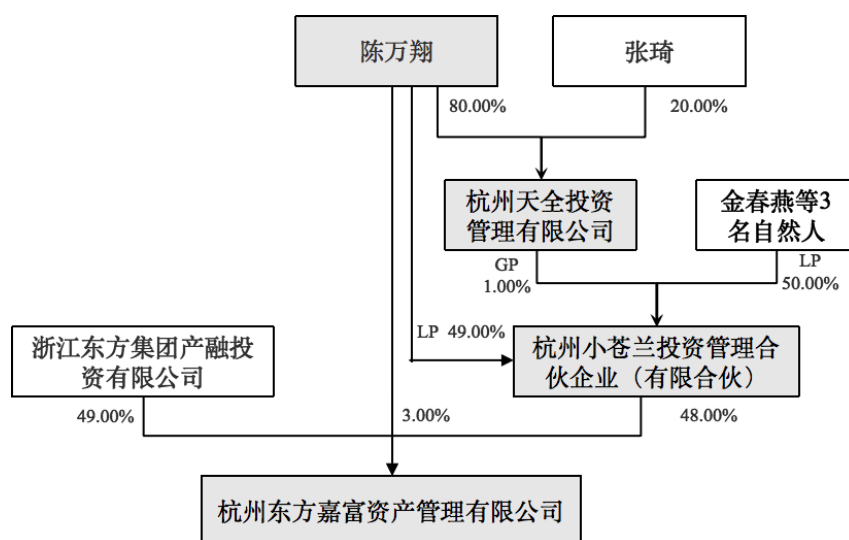 陈万翔
张琦
80.00%
20.00%
杭州天全投资
管理有限公司
金春燕等3
名自然人
GP
1.00%
LP
50.00%
浙江东方集团产融投
资有限公司
LP 49.00%
杭州小苍兰投资管理合
伙企业（有限合伙）
49.00%
3.00%
48.00%
杭州东方嘉富资产管理有限公司